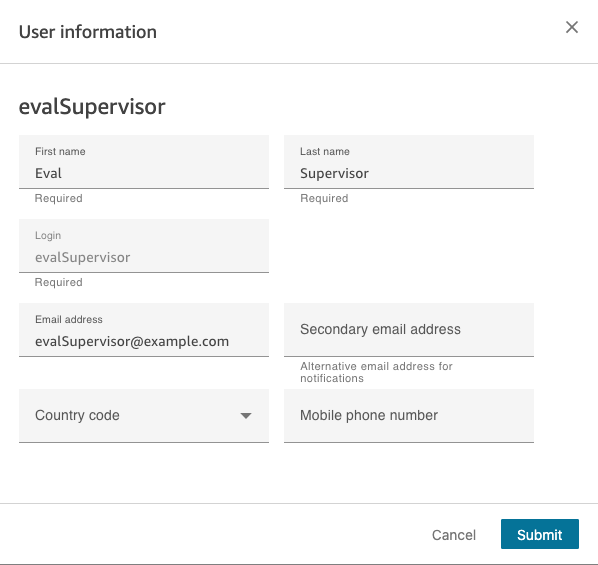 User information
evalSupervisor
First name
Last name
Eval
Supervisor
Required
Required
Login
evalSupervisor
Required
Email address
evalSupervisor@example.com
Secondary email address
Alternative email address for
notifications
Country code
Mobile phone number
Cancel
Submit